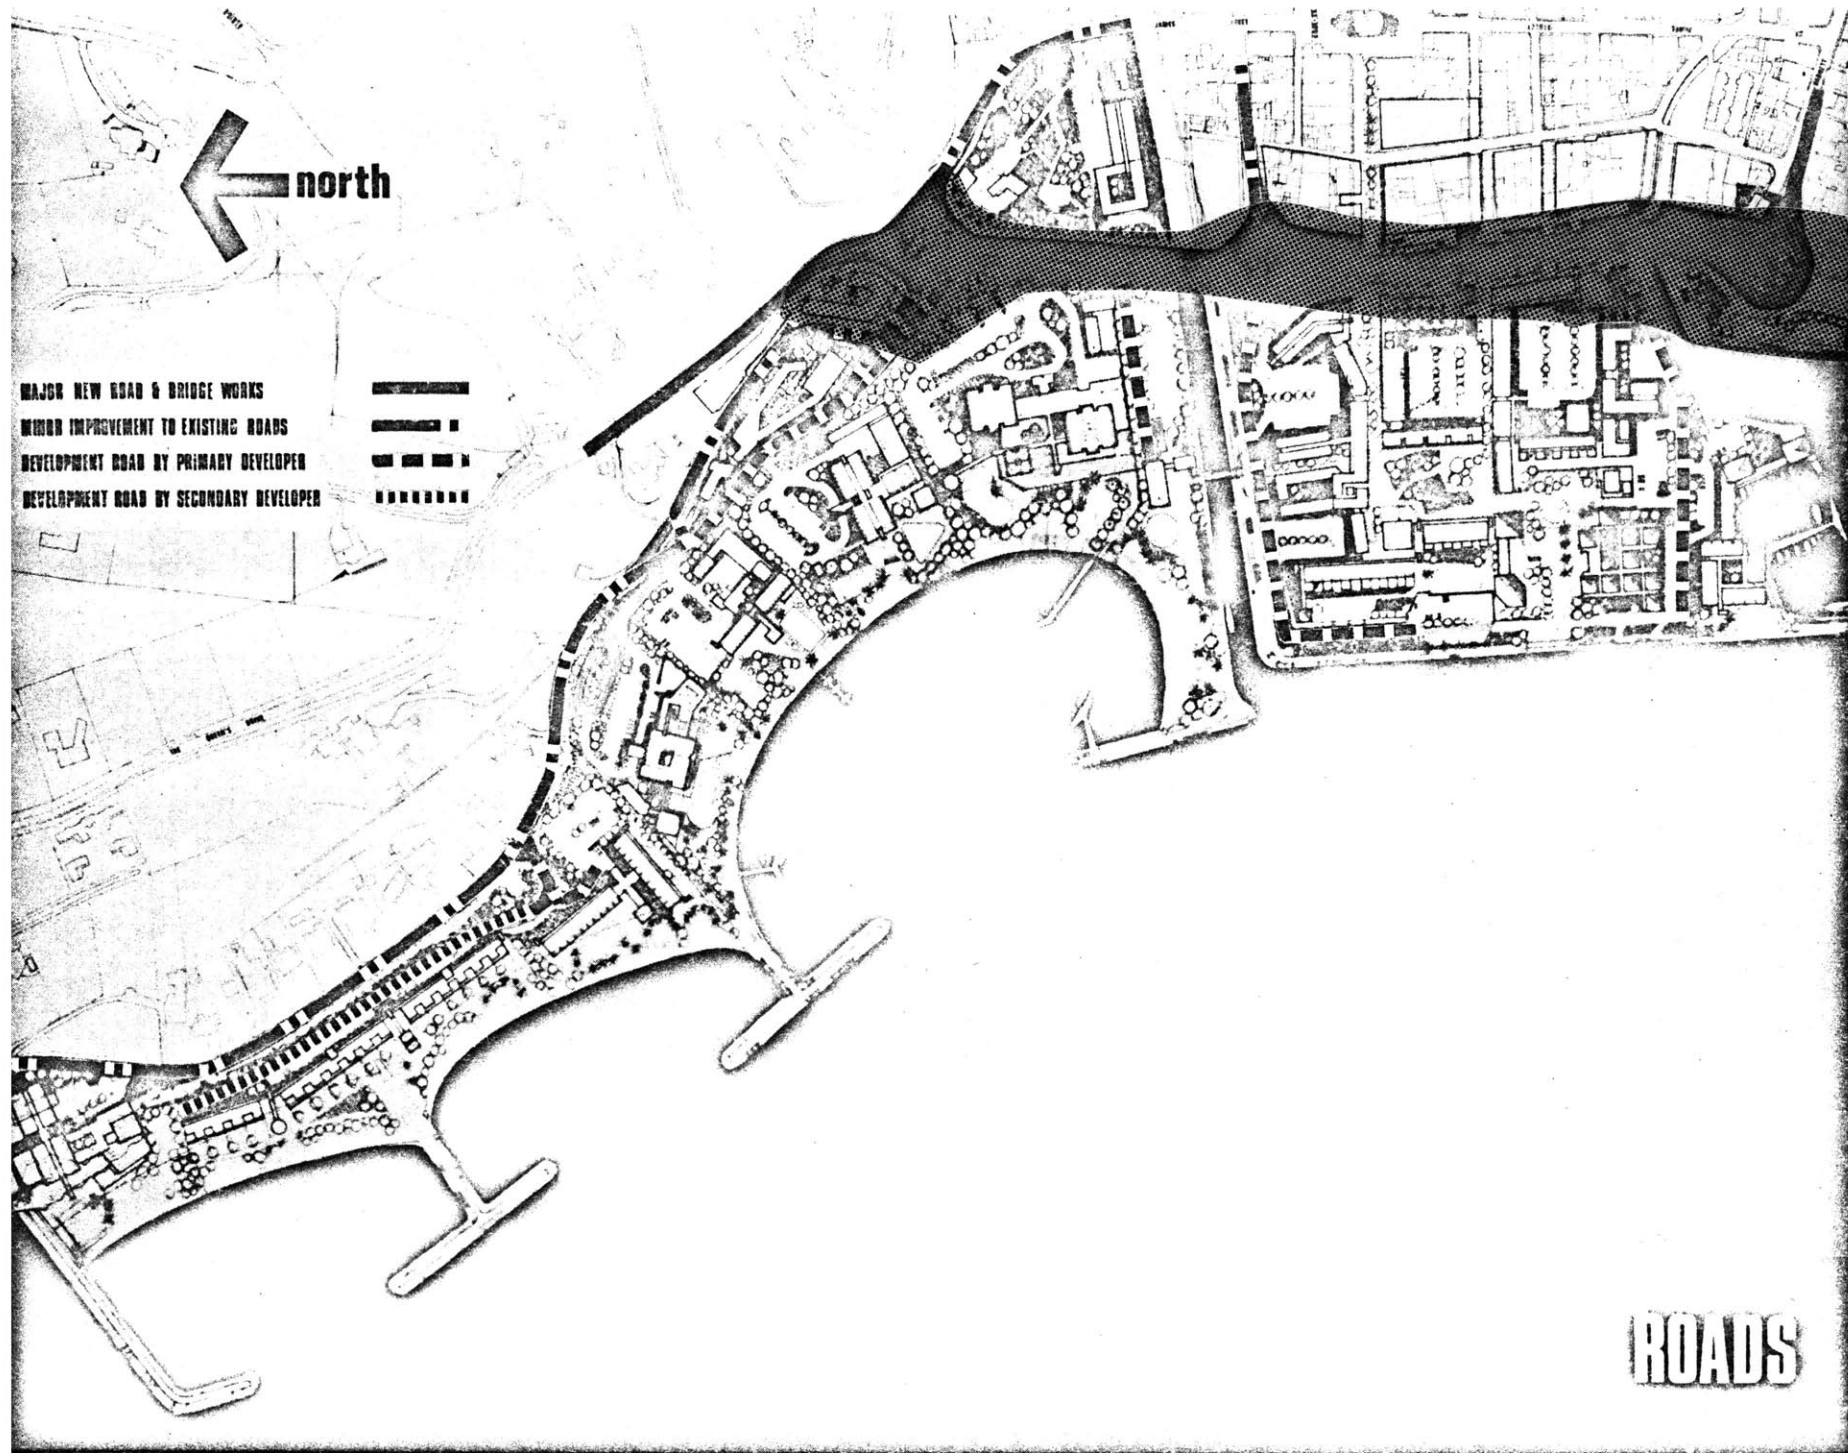 north
MAJOR NEW ROAD & BRIDGE WORKS
MINOR IMPROVEMENT TO EXISTING ROADS
DEVELOPMENT ROAD BY PRIMARY DEVELOPER
DEVELOPMENT ROAD BY SECONDARY DEVELOPER
ROADS